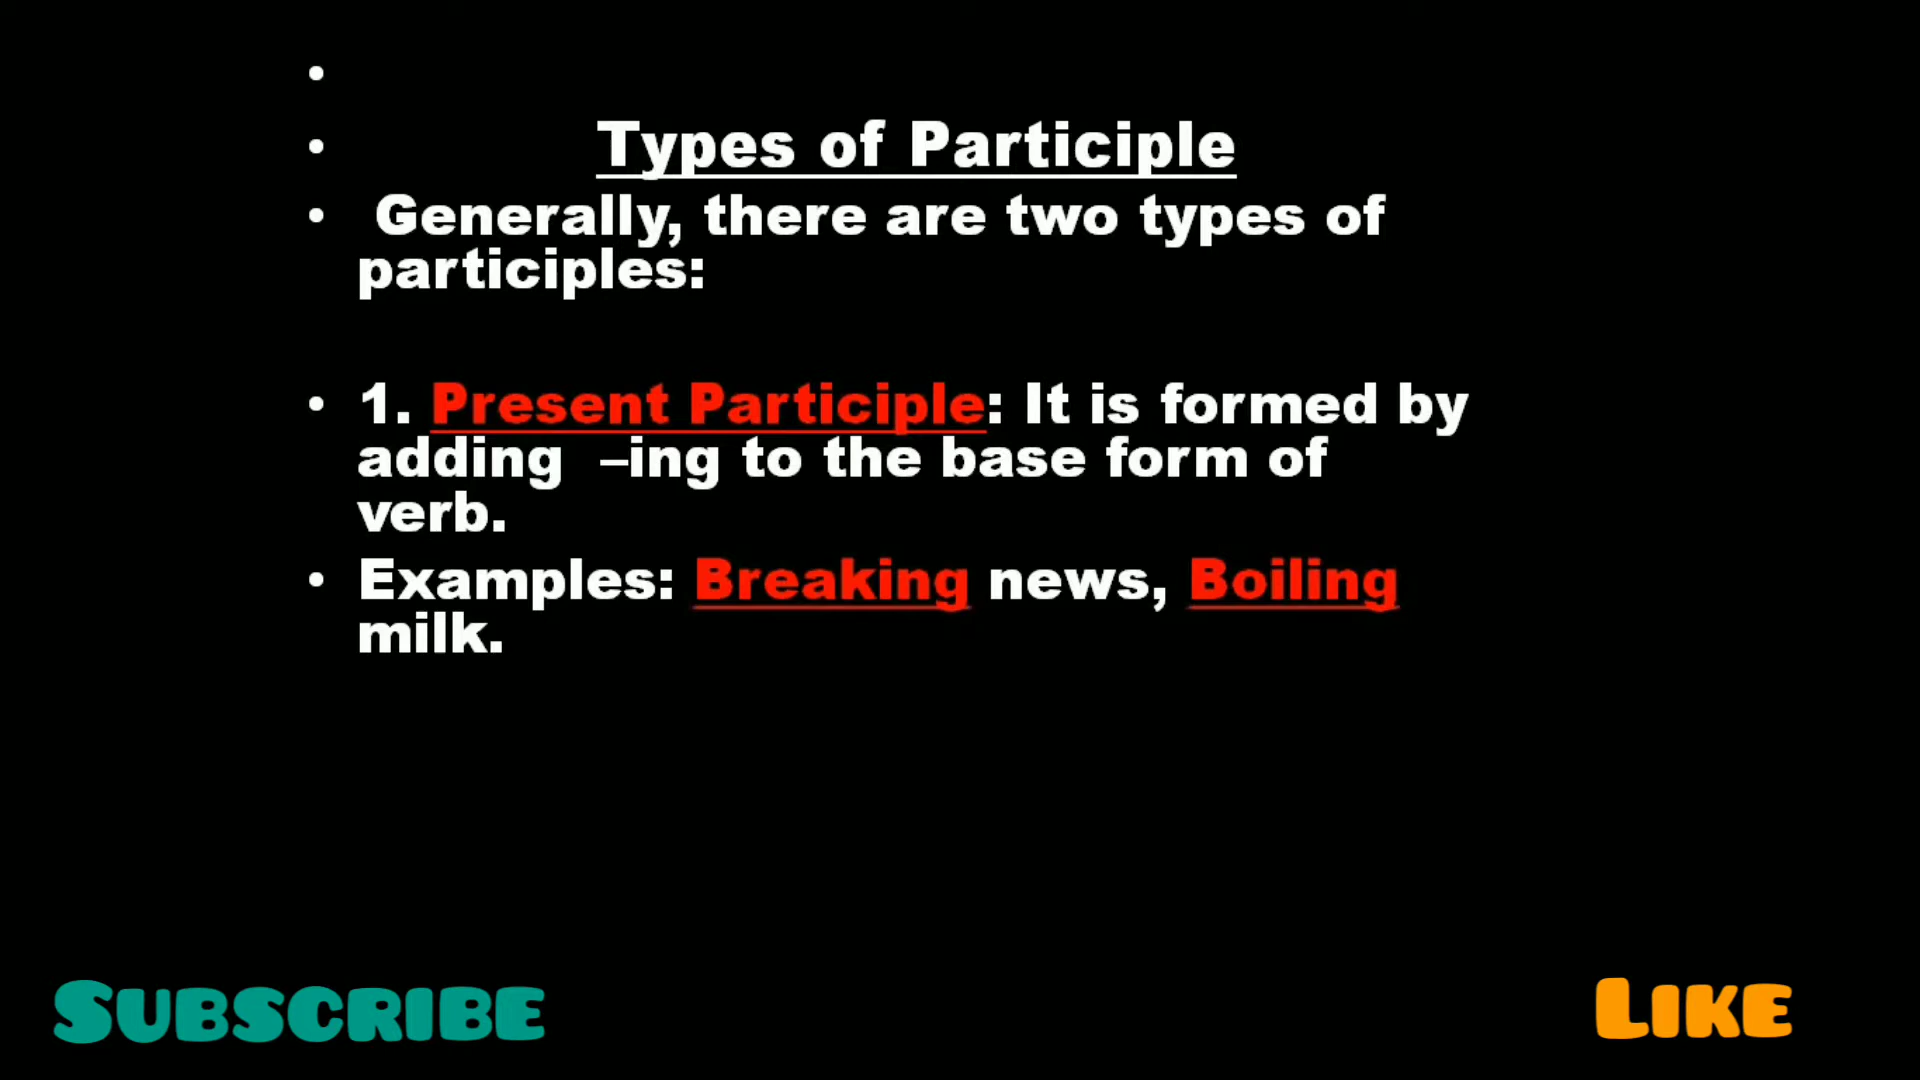 •
• Types of Participle
• Generally, there are two types of
participles:
• 1. Present Participle: It is formed by
adding –ing to the base form of
verb.
• Examples: Breaking news, Boiling
milk.
SUBSCRIBE
LIKE